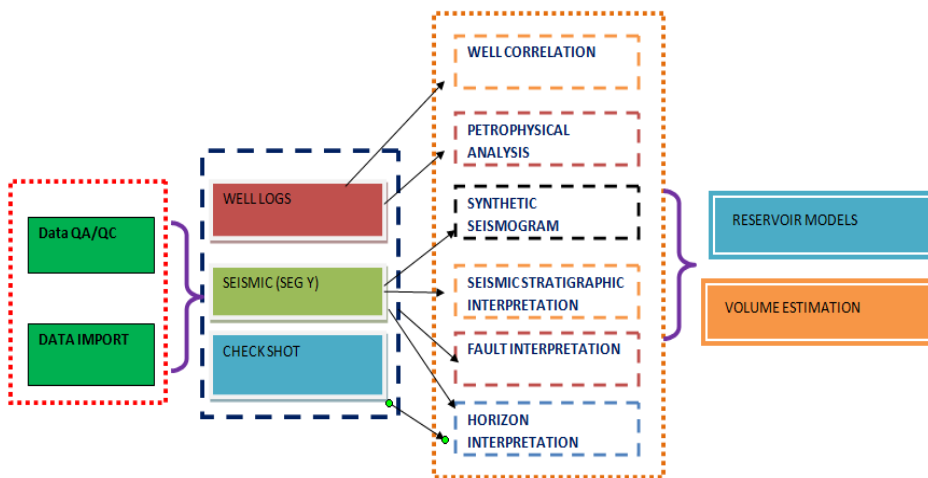 Data QA/QC
DATA IMPORT
WELL LOGS
SEISMIC (SEG Y)
CHECK SHOT
WELL CORRELATION
PETROPHYSICAL
ANALYSIS
SYNTHETIC
SEISMOGRAM
SEISMIC STRATIGRAPHIC
INTERPRETATION
FAULT INTERPRETATION
HORIZON
INTERPRETATION
RESERVOIR MODELS
VOLUME ESTIMATION